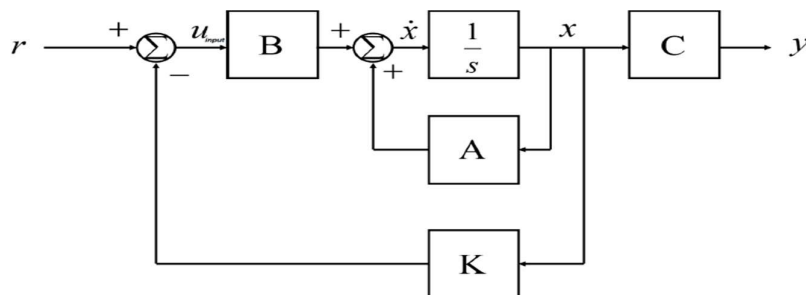 r + Σ − u_input B + Σ + ẋ 1/s x C y
A
K